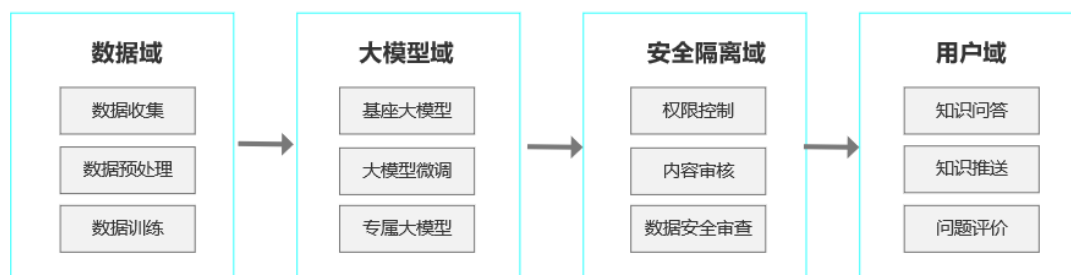 数据域
数据收集
数据预处理
数据训练
大模型域
基座大模型
大模型微调
专属大模型
安全隔离域
权限控制
内容审核
数据安全审查
用户域
知识问答
知识推送
问题评价